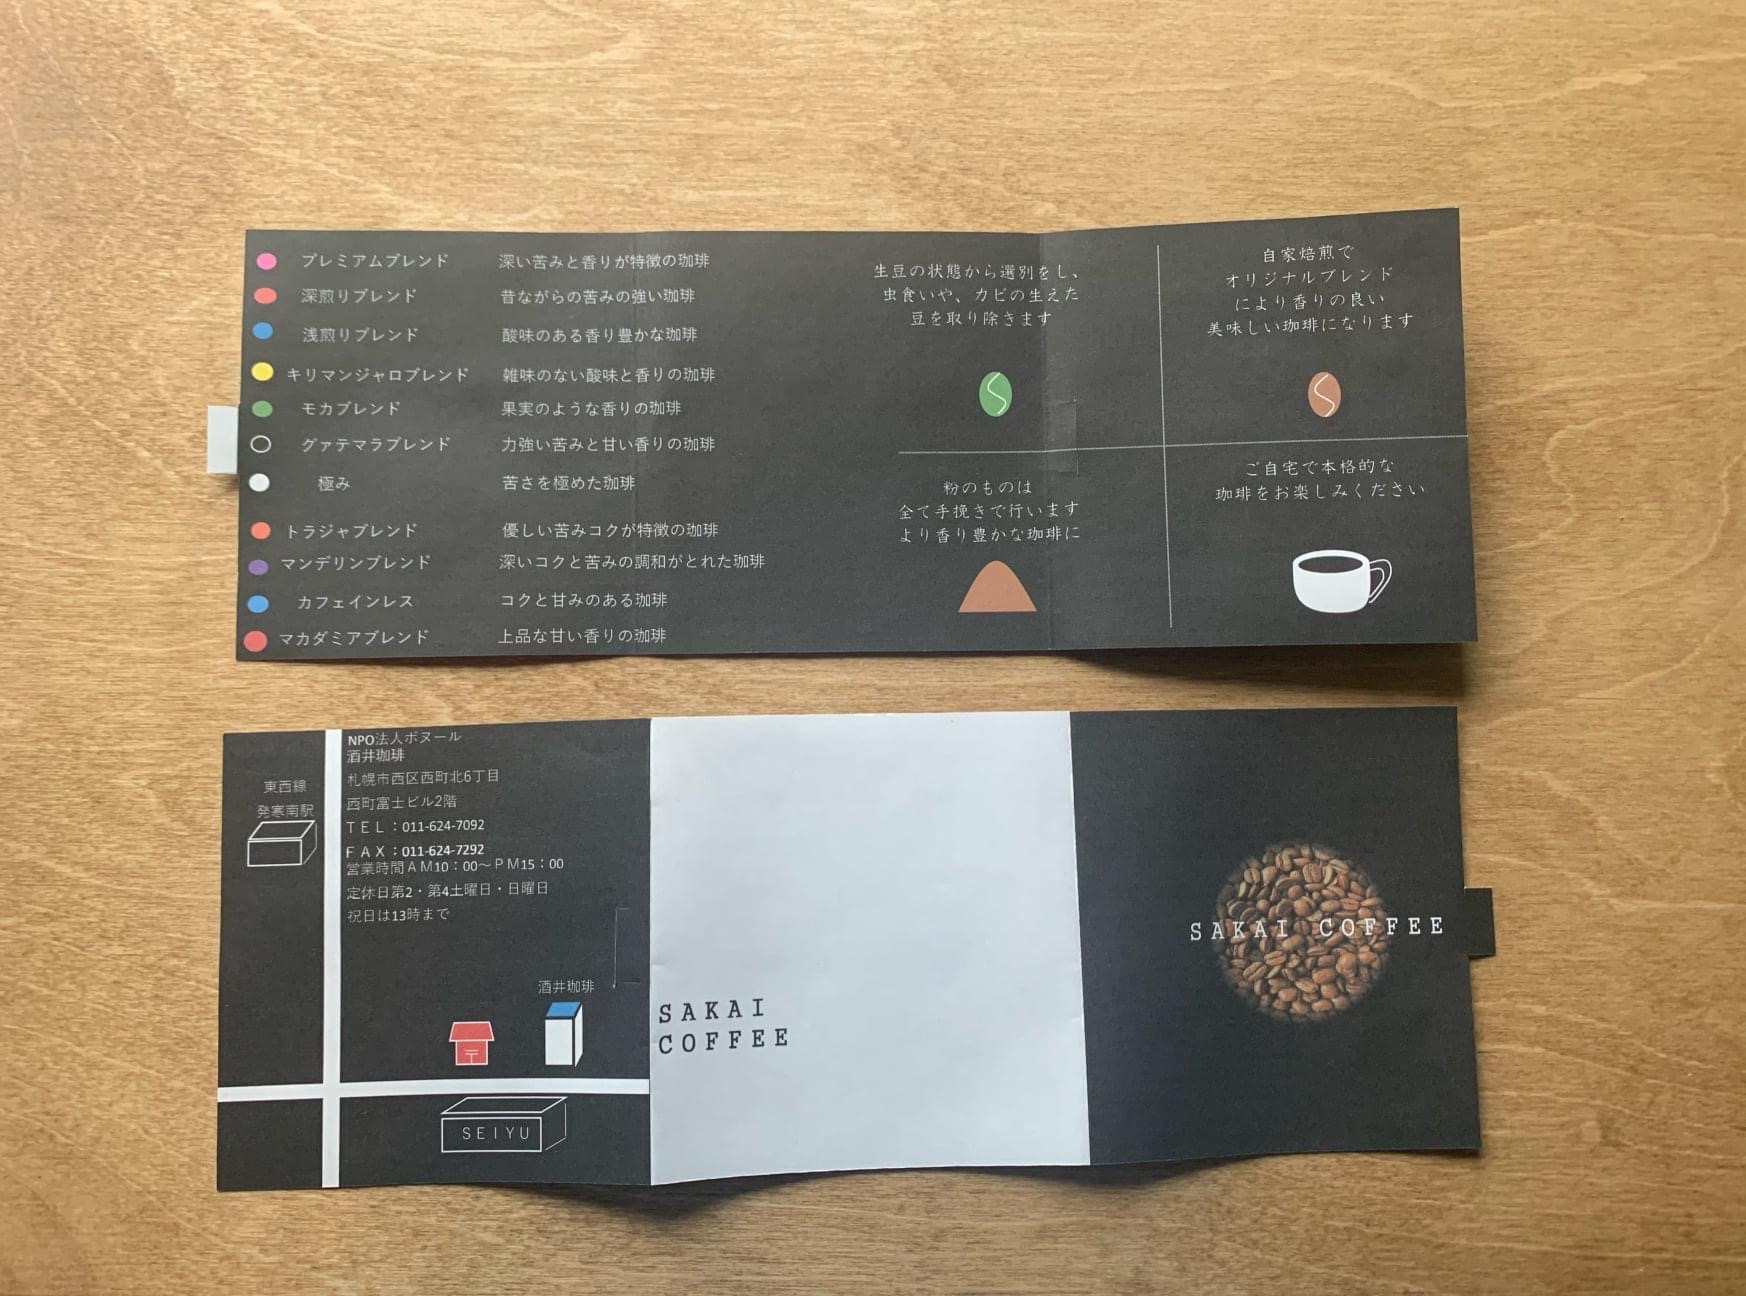 プレミアムブレンド 深い苦みと香りが特徴の珈琲
深煎りブレンド 昔ながらの苦みの強い珈琲
浅煎りブレンド 酸味のある香り豊かな珈琲
キリマンジャロブレンド 雑味のない酸味と香りの珈琲
モカブレンド 果実のような香りの珈琲
グァテマラブレンド 力強い苦みと甘い香りの珈琲
極み 苦さを極めた珈琲
トラジャブレンド 優しい苦みコクが特徴の珈琲
マンデリンブレンド 深いコクと苦みの調和がとれた珈琲
カフェインレス コクと甘みのある珈琲
マカダミアブレンド 上品な甘い香りの珈琲
生豆の状態から選別をし、
虫食いや、カビの生えた
豆を取り除きます
自家焙煎で
オリジナルブレンド
により香りの良い
美味しい珈琲になります
粉のものは
全て手挽きで行います
より香り豊かな珈琲に
ご自宅で本格的な
珈琲をお楽しみください
東西線
発寒南駅
NPO法人ボヌール
酒井珈琲
札幌市西区西町北6丁目
西町富士ビル2階
TEL：011-624-7092
FAX：011-624-7292
営業時間AM10：00～PM15：00
定休日第2・第4土曜日・日曜日
祝日は13時まで
酒井珈琲
〒
SEIYU
SAKAI
COFFEE
SAKAI COFFEE